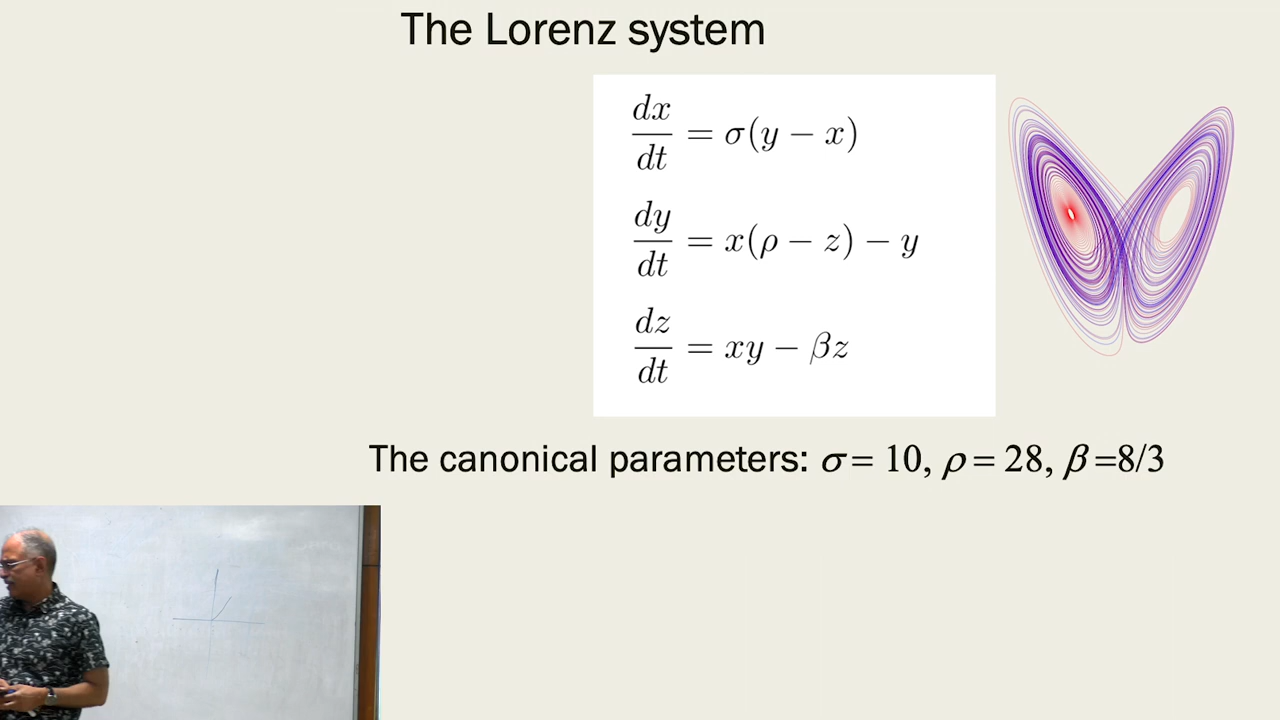 The Lorenz system
dx/dt = σ(y − x)
dy/dt = x(ρ − z) − y
dz/dt = xy − βz
The canonical parameters: σ = 10, ρ = 28, β =8/3